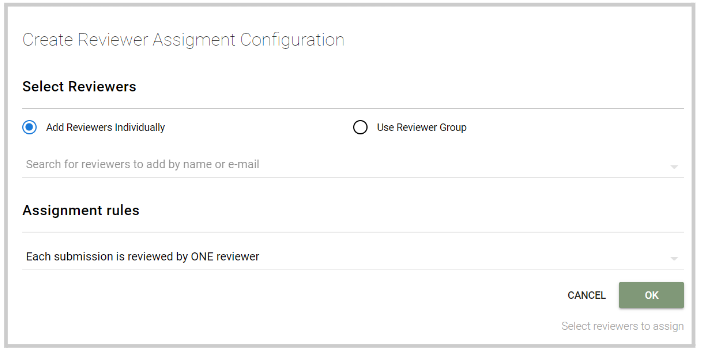 Create Reviewer Assigment Configuration
Select Reviewers
Add Reviewers Individually
Use Reviewer Group
Search for reviewers to add by name or e-mail
Assignment rules
Each submission is reviewed by ONE reviewer
CANCEL
OK
Select reviewers to assign